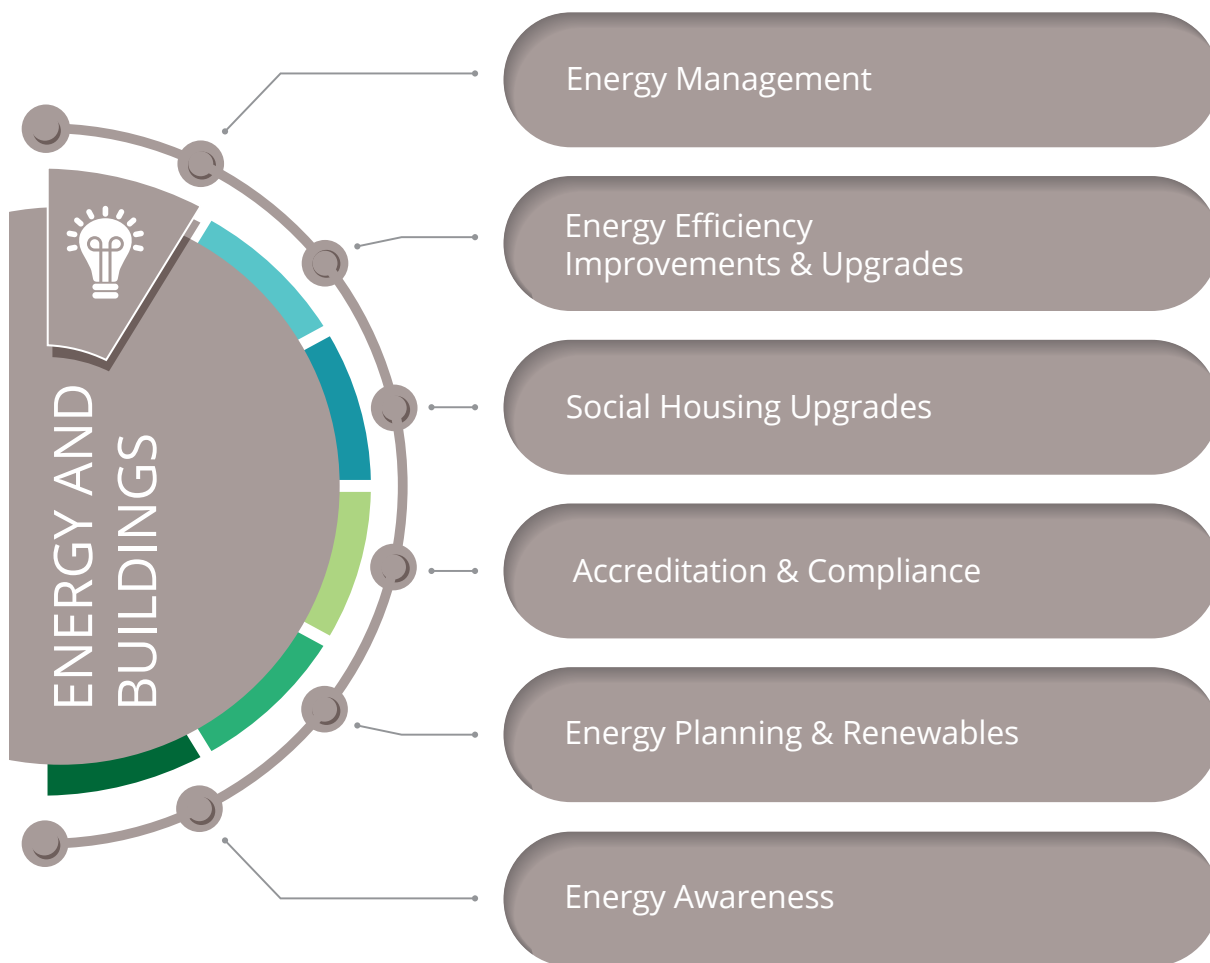 ENERGY AND
BUILDINGS
Energy Management
Energy Efficiency
Improvements & Upgrades
Social Housing Upgrades
Accreditation & Compliance
Energy Planning & Renewables
Energy Awareness